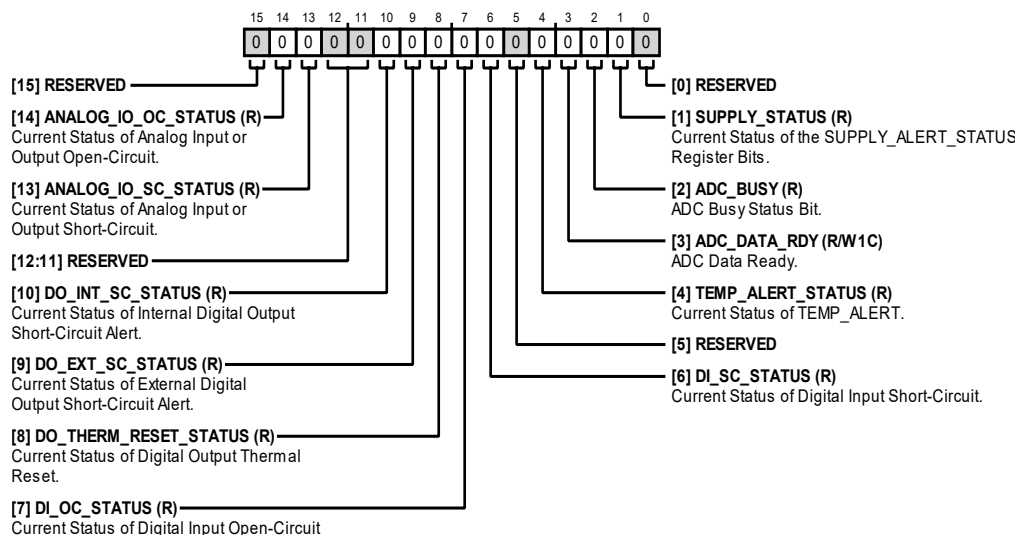 15 14 13 12 11 10 9 8 7 6 5 4 3 2 1 0
0 0 0 0 0 0 0 0 0 0 0 0 0 0 0 0
[15] RESERVED
[14] ANALOG_IO_OC_STATUS (R)
Current Status of Analog Input or
Output Open-Circuit.
[13] ANALOG_IO_SC_STATUS (R)
Current Status of Analog Input or
Output Short-Circuit.
[12:11] RESERVED
[10] DO_INT_SC_STATUS (R)
Current Status of Internal Digital Output
Short-Circuit Alert.
[9] DO_EXT_SC_STATUS (R)
Current Status of External Digital
Output Short-Circuit Alert.
[8] DO_THERM_RESET_STATUS (R)
Current Status of Digital Output Thermal
Reset.
[7] DI_OC_STATUS (R)
Current Status of Digital Input Open-Circuit
[0] RESERVED
[1] SUPPLY_STATUS (R)
Current Status of the SUPPLY_ALERT_STATUS
Register Bits.
[2] ADC_BUSY (R)
ADC Busy Status Bit.
[3] ADC_DATA_RDY (R/W1C)
ADC Data Ready.
[4] TEMP_ALERT_STATUS (R)
Current Status of TEMP_ALERT.
[5] RESERVED
[6] DI_SC_STATUS (R)
Current Status of Digital Input Short-Circuit.